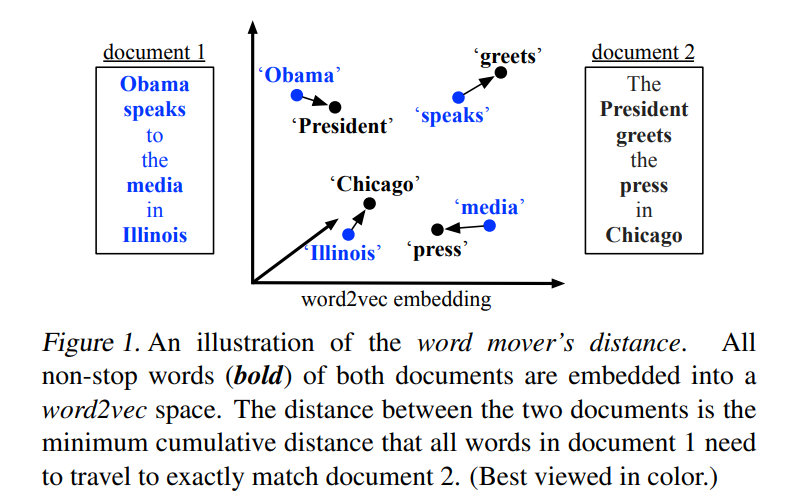 document 1
Obama
speaks
to
the
media
in
Illinois
‘Obama’
‘President’
‘greets’
‘speaks’
‘Chicago’
‘Illinois’
‘media’
‘press’
word2vec embedding
document 2
The
President
greets
the
press
in
Chicago
Figure 1. An illustration of the word mover’s distance. All
non-stop words (bold) of both documents are embedded into a
word2vec space. The distance between the two documents is the
minimum cumulative distance that all words in document 1 need
to travel to exactly match document 2. (Best viewed in color.)